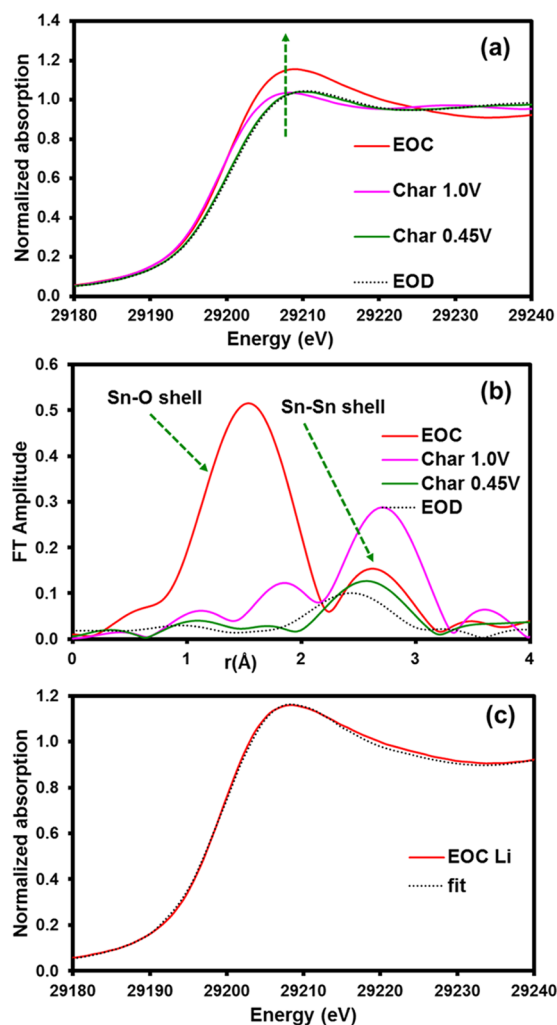 1.4
(a)
1.2
1.0
0.8
0.6
0.4
0.2
0.0
Normalized absorption
EOC
Char 1.0V
Char 0.45V
EOD
29180 29190 29200 29210 29220 29230 29240
Energy (eV)
0.6
(b)
0.5
0.4
0.3
0.2
0.1
0.0
FT Amplitude
Sn-O shell
Sn-Sn shell
EOC
Char 1.0V
Char 0.45V
EOD
0 1 2 3 4
r(Å)
1.2
(c)
1.0
0.8
0.6
0.4
0.2
0.0
Normalized absorption
EOC Li
fit
29180 29190 29200 29210 29220 29230 29240
Energy (eV)